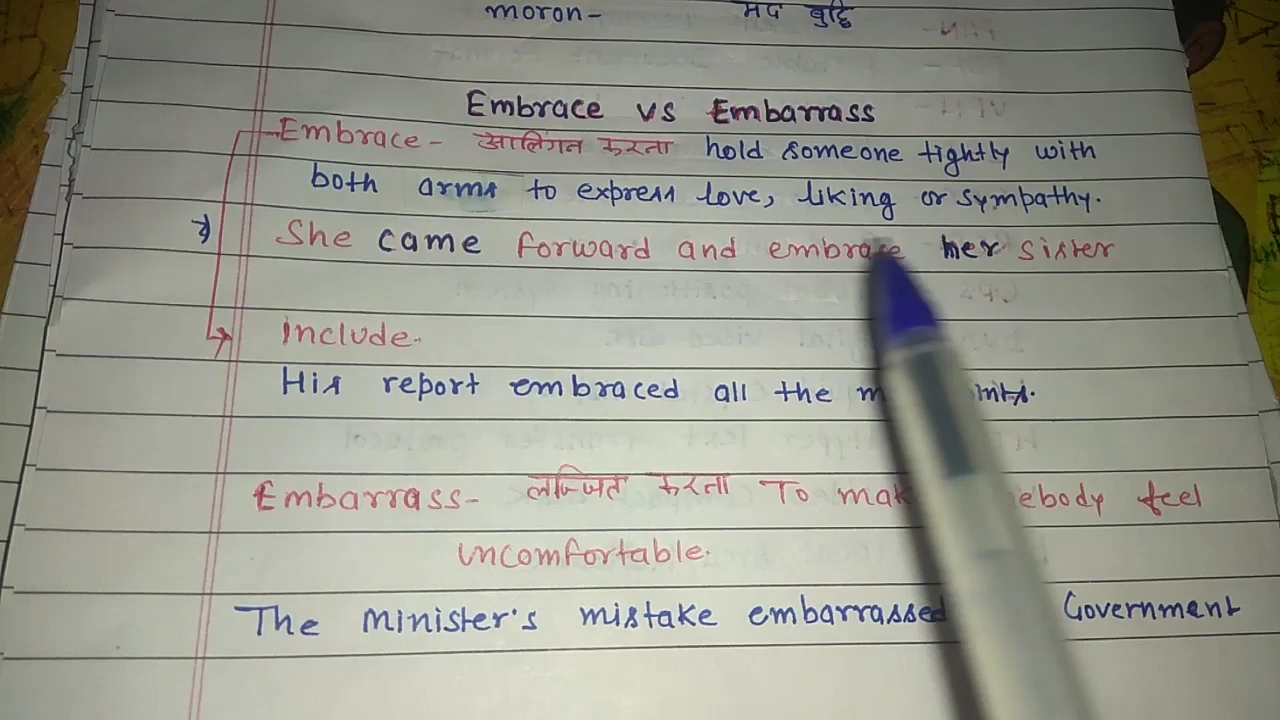 moron- मंद बुद्धि
Embrace vs Embarrass
Embrace- आलिंगन करना hold someone tightly with
both arms to express love, liking or sympathy.
She came forward and embrace her sister
include.
His report embraced all the
Embarrass- लज्जित करना To feel
uncomfortable.
The Minister's mistake embarrassed Government